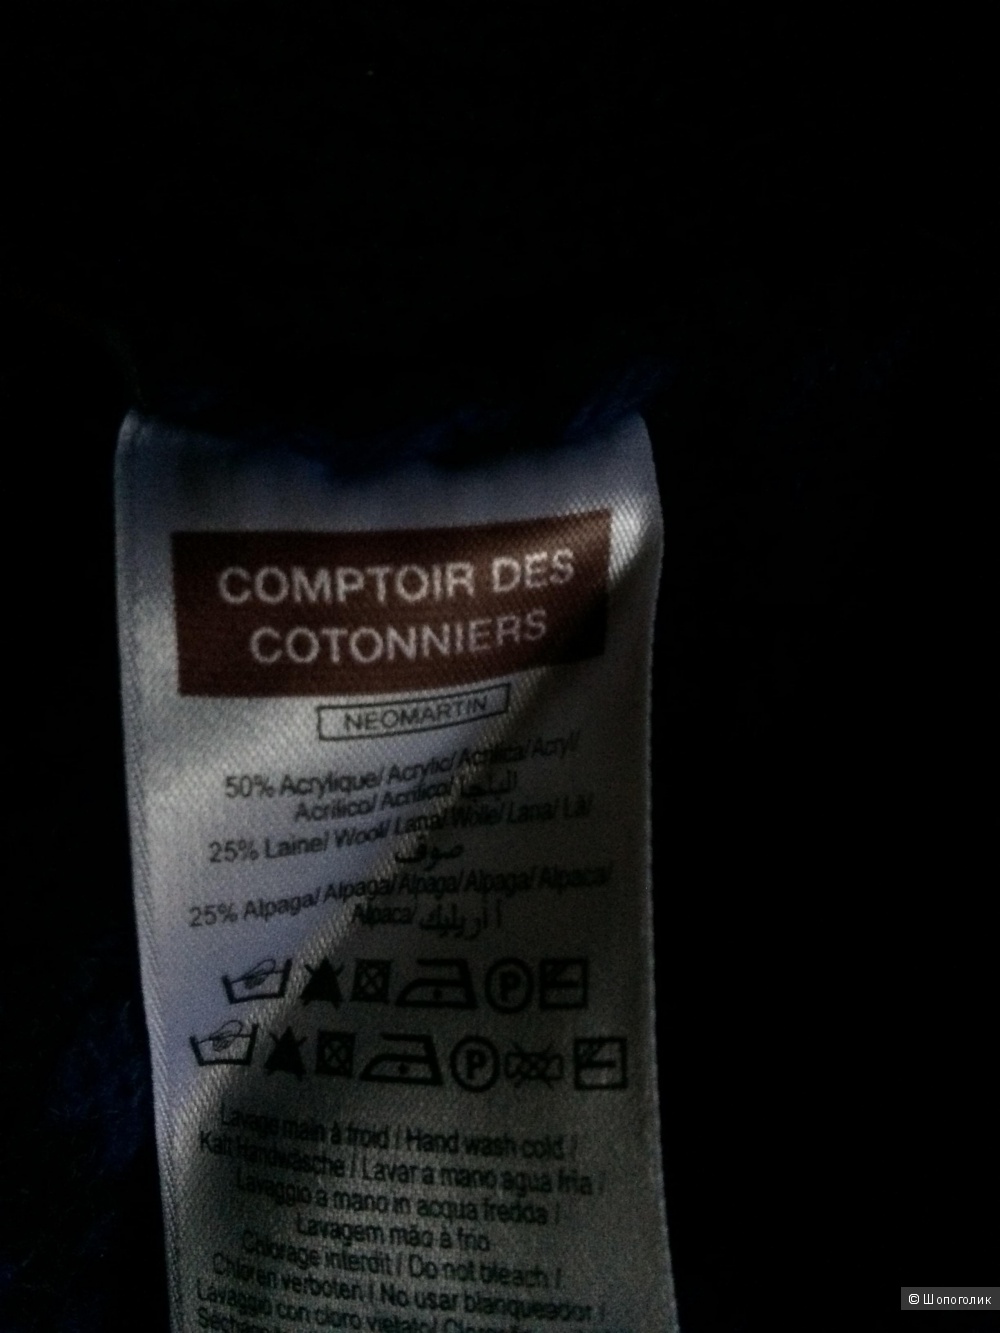 COMPTOIR DES
COTONNIERS
NEOMARTIN
50% Acrylique/ Acrylic/ Acrilica/ Acryl/
Acrilico/ Acrilico/
25% Laine/ Wool/ Lana/ Wolle/ Lana/ Lã/
صوف
25% Alpaga/ Alpaga/ Alpaga/ Alpaga/ Alpaca/
Alpaca/
P
P
Lavage main à froid / Hand wash cold /
Kalt Handwäsche / Lavar a mano agua fria /
Lavaggio a mano in acqua fredda /
Lavagem mão à frio
Chlorage interdit / Do not bleach /
Chloren verboten / No usar blanqueador /
Lavaggio con cloro vietato/
© Шопоголик